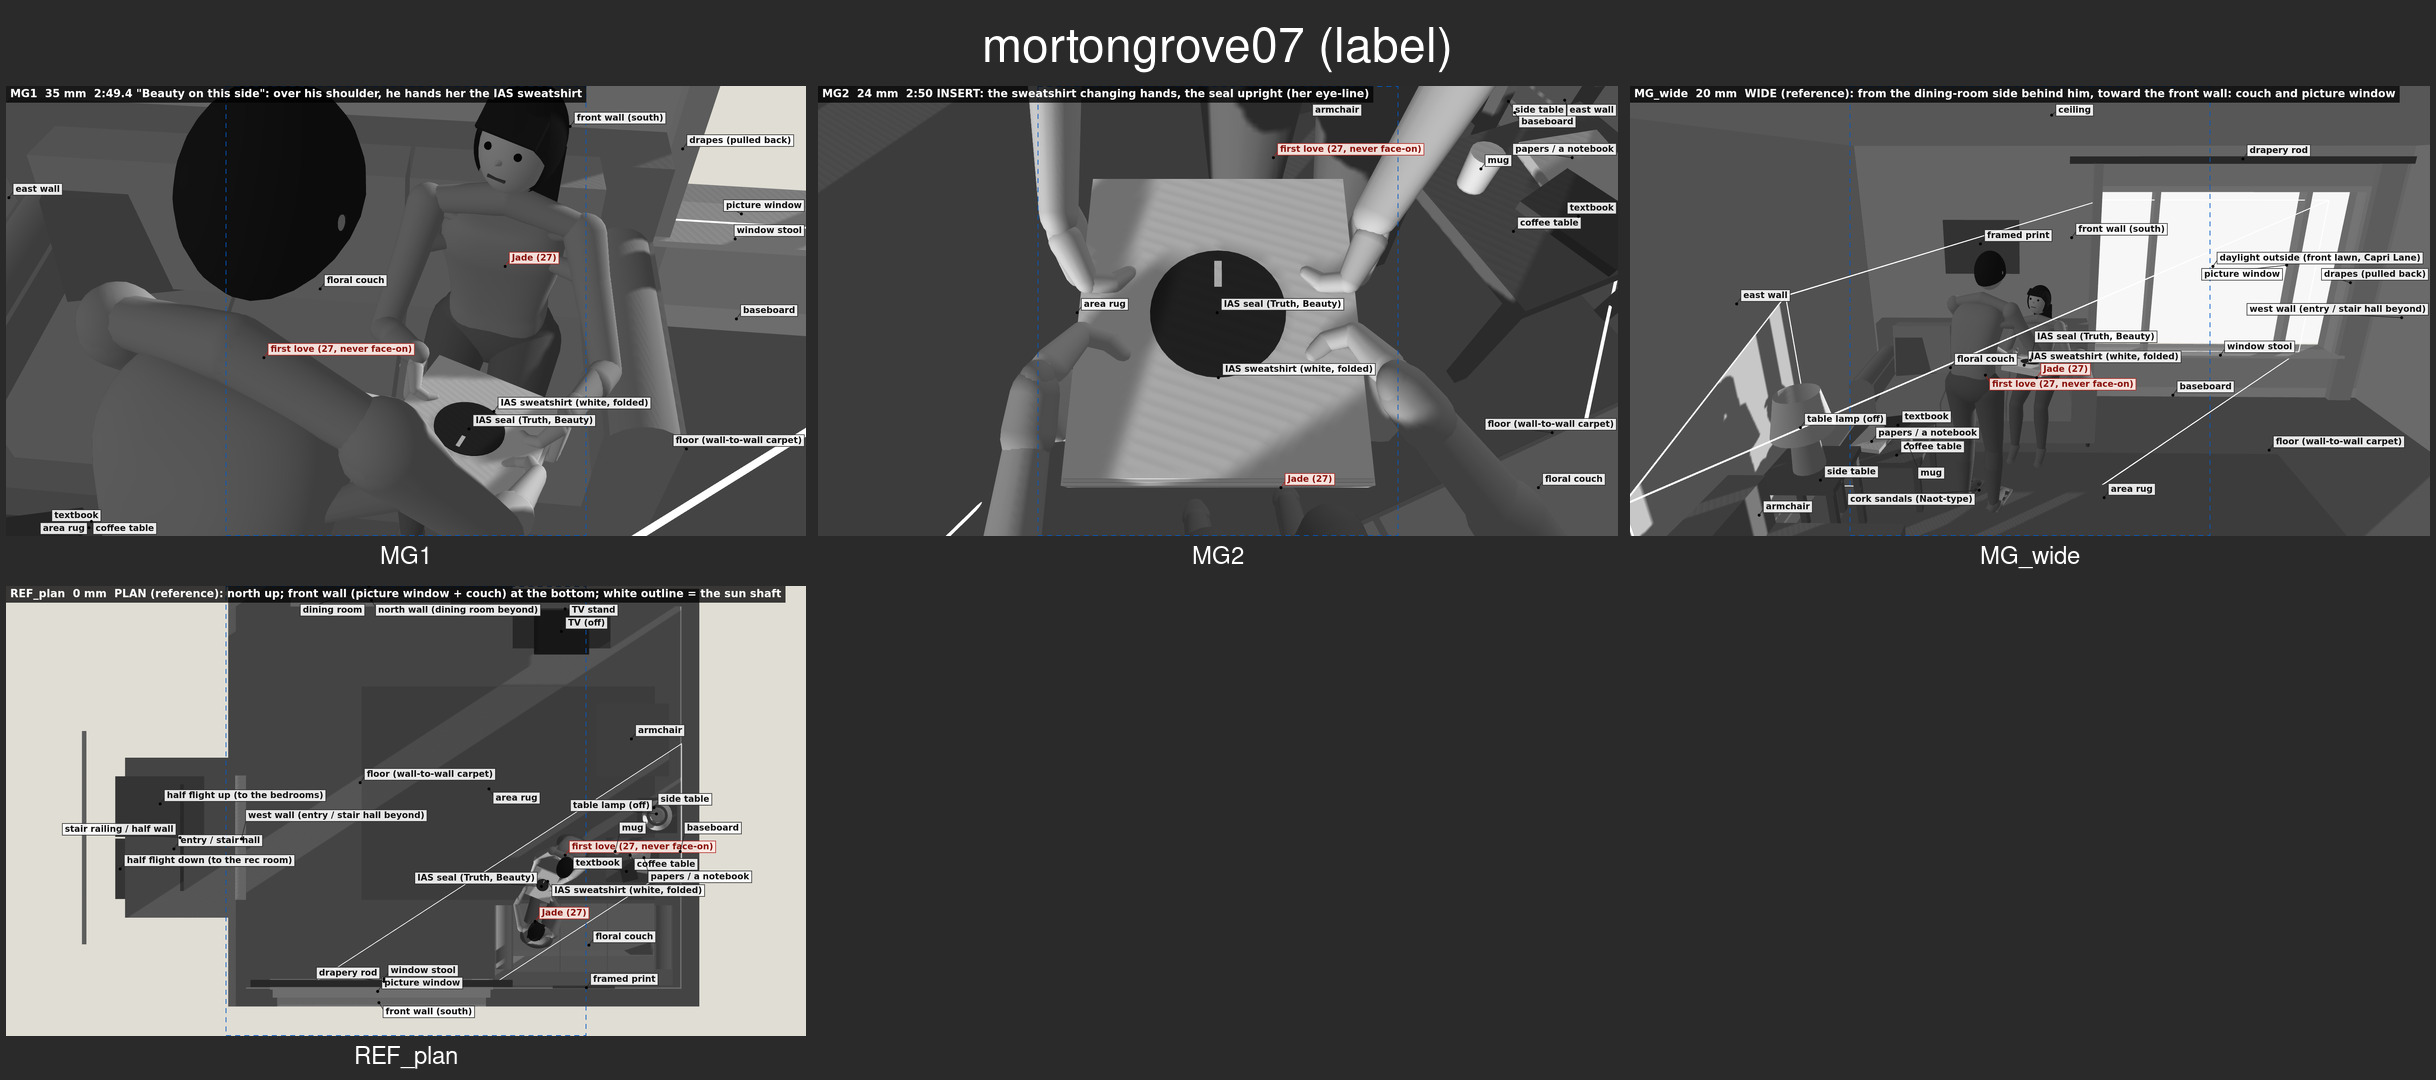 mortongrove07 (label)
MG1  35 mm  2:49.4 "Beauty on this side": over his shoulder, he hands her the IAS sweatshirt
front wall (south)
drapes (pulled back)
east wall
picture window
window stool
Jade (27)
floral couch
baseboard
first love (27, never face-on)
IAS sweatshirt (white, folded)
IAS seal (Truth, Beauty)
floor (wall-to-wall carpet)
textbook
area rug
coffee table
MG1
MG2  24 mm  2:50 INSERT: the sweatshirt changing hands, the seal upright (her eye-line)
armchair
side table
east wall
baseboard
first love (27, never face-on)
papers / a notebook
mug
textbook
coffee table
area rug
IAS seal (Truth, Beauty)
IAS sweatshirt (white, folded)
floor (wall-to-wall carpet)
Jade (27)
floral couch
MG2
MG_wide  20 mm  WIDE (reference): from the dining-room side behind him, toward the front wall: couch and picture window
ceiling
drapery rod
front wall (south)
framed print
daylight outside (front lawn, Capri Lane)
picture window
drapes (pulled back)
east wall
west wall (entry / stair hall beyond)
IAS seal (Truth, Beauty)
window stool
floral couch
IAS sweatshirt (white, folded)
Jade (27)
first love (27, never face-on)
baseboard
table lamp (off)
textbook
papers / a notebook
coffee table
floor (wall-to-wall carpet)
side table
mug
area rug
cork sandals (Naot-type)
armchair
MG_wide
REF_plan  0 mm  PLAN (reference): north up; front wall (picture window + couch) at the bottom; white outline = the sun shaft
dining room
north wall (dining room beyond)
TV stand
TV (off)
armchair
floor (wall-to-wall carpet)
half flight up (to the bedrooms)
area rug
side table
table lamp (off)
west wall (entry / stair hall beyond)
stair railing / half wall
mug
baseboard
entry / stair hall
first love (27, never face-on)
half flight down (to the rec room)
textbook
coffee table
IAS seal (Truth, Beauty)
papers / a notebook
IAS sweatshirt (white, folded)
Jade (27)
floral couch
drapery rod
window stool
picture window
framed print
front wall (south)
REF_plan